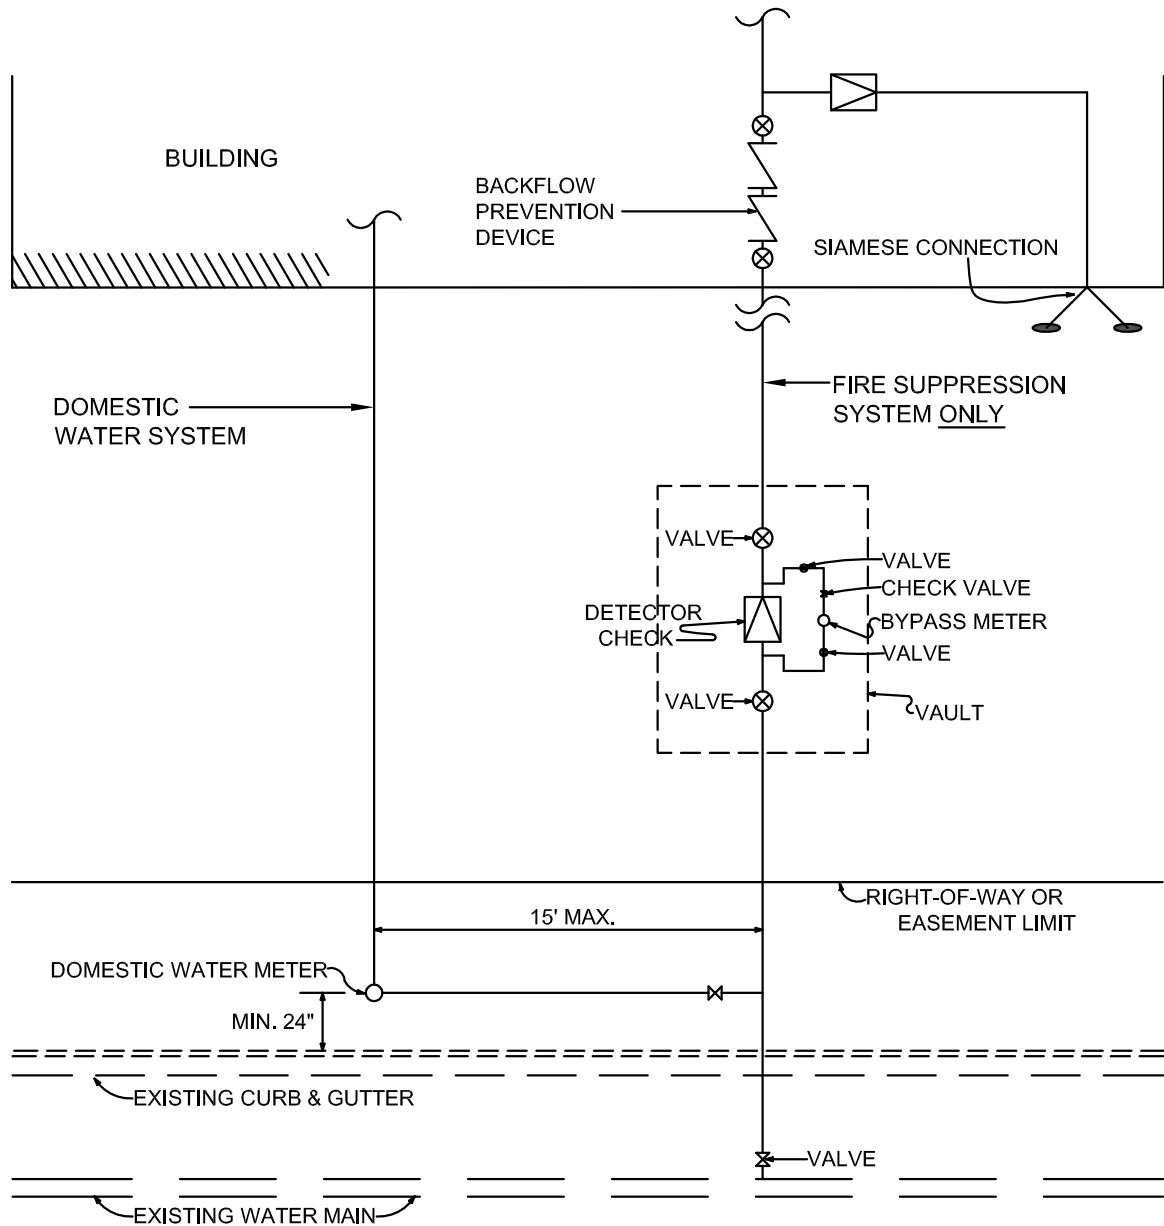 BUILDING
BACKFLOW
PREVENTION
DEVICE
SIAMESE CONNECTION
DOMESTIC
WATER SYSTEM
FIRE SUPPRESSION
SYSTEM ONLY
VALVE
VALVE
CHECK VALVE
DETECTOR
CHECK
BYPASS METER
VALVE
VALVE
VAULT
RIGHT-OF-WAY OR
EASEMENT LIMIT
15' MAX.
DOMESTIC WATER METER
MIN. 24"
EXISTING CURB & GUTTER
VALVE
EXISTING WATER MAIN